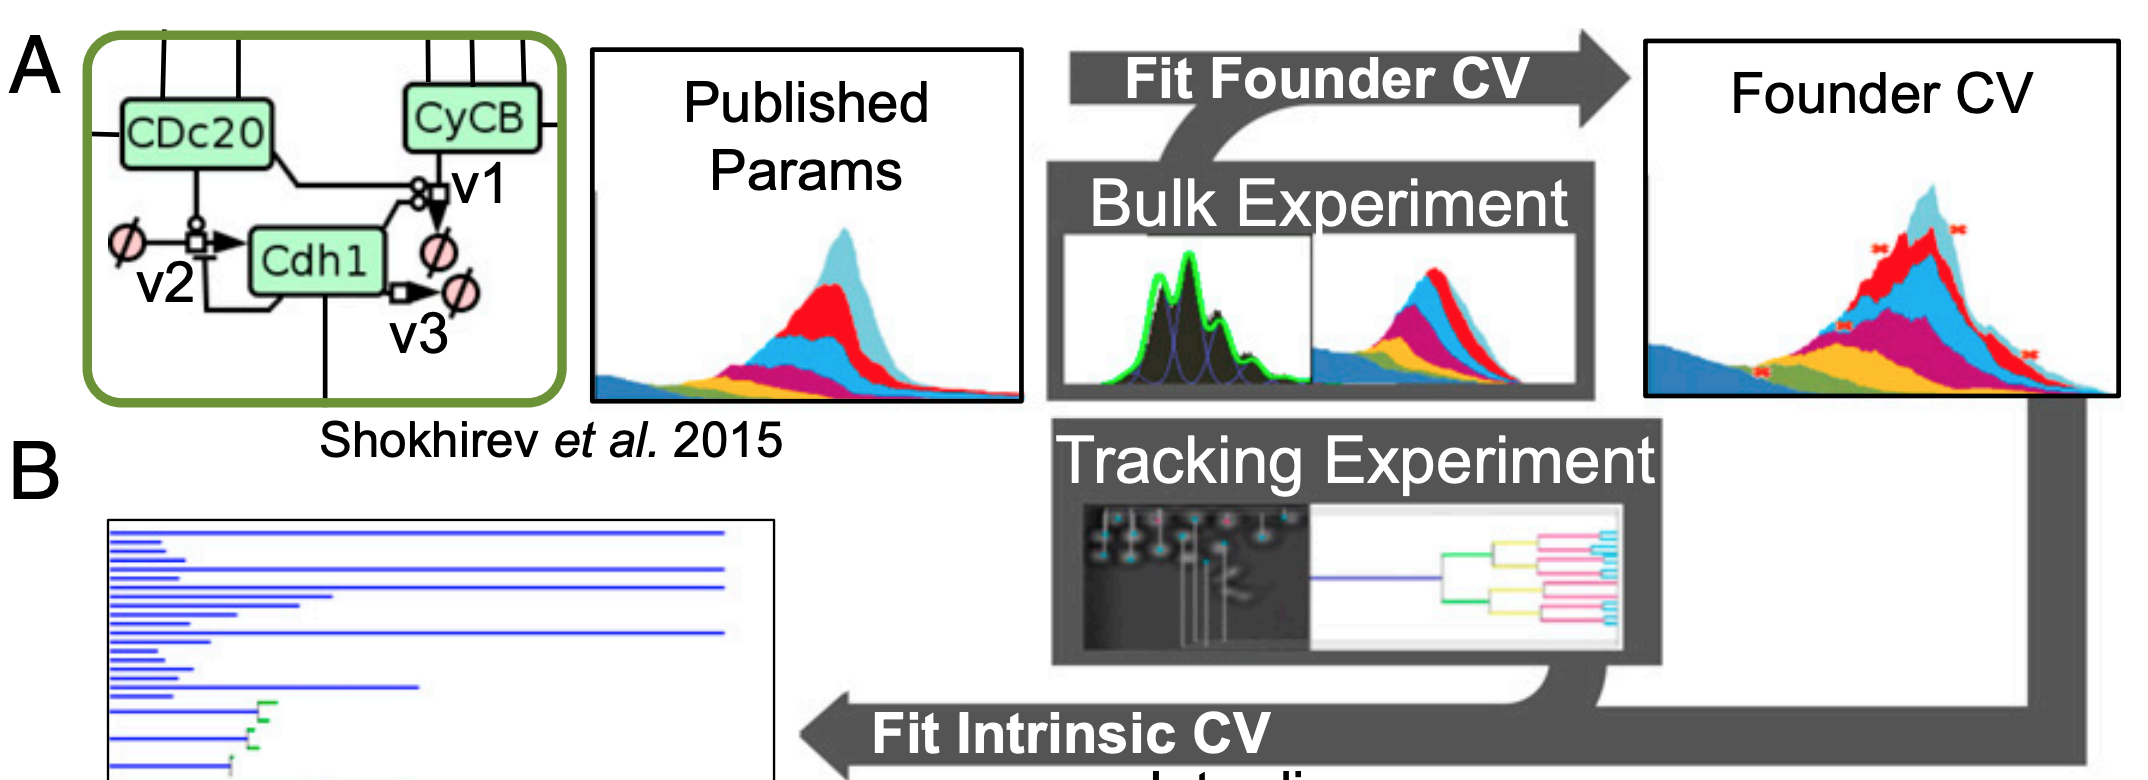 A
CDc20
CyCB
v1
v2
Cdh1
v3
Published
Params
Fit Founder CV
Bulk Experiment
Founder CV
Shokhirev et al. 2015
B
Tracking Experiment
Fit Intrinsic CV